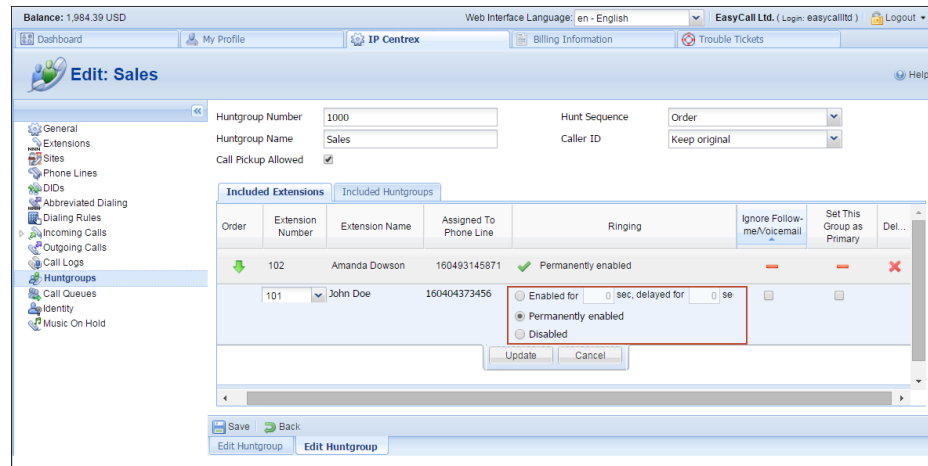 Balance: 1,984.39 USD Web Interface Language: en - English EasyCall Ltd. ( Login: easycallltd ) Logout
Dashboard My Profile IP Centrex Billing Information Trouble Tickets
Edit: Sales Help
General
Extensions
Sites
Phone Lines
DIDs
Abbreviated Dialing
Dialing Rules
Incoming Calls
Outgoing Calls
Call Logs
Huntgroups
Call Queues
Identity
Music On Hold
Huntgroup Number 1000 Hunt Sequence Order
Huntgroup Name Sales Caller ID Keep original
Call Pickup Allowed
Included Extensions Included Huntgroups
Order Extension Number Extension Name Assigned To Phone Line Ringing Ignore Follow-me/Voicemail Set This Group as Primary Del...
102 Amanda Dowson 160493145871 Permanently enabled
101 John Doe 160404373456 Enabled for 0 sec, delayed for 0 se
Permanently enabled
Disabled
Update Cancel
Save Back
Edit Huntgroup Edit Huntgroup